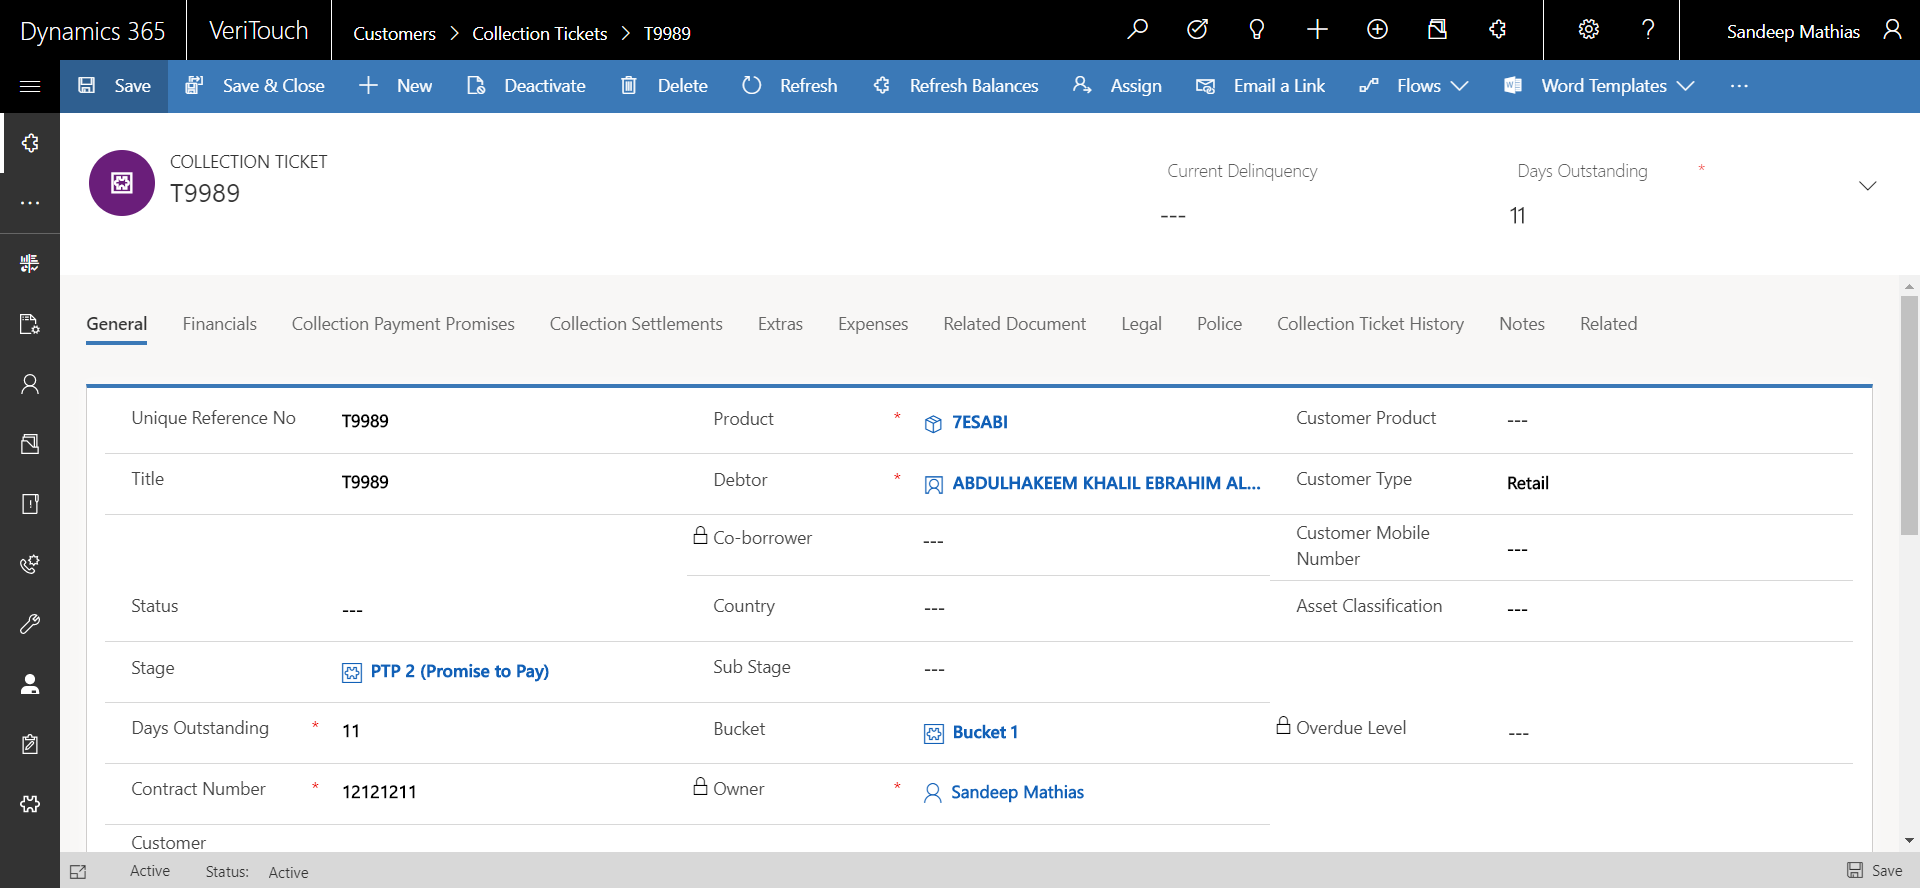 Dynamics 365 VeriTouch Customers > Collection Tickets > T9989 Sandeep Mathias
Save Save & Close New Deactivate Delete Refresh Refresh Balances Assign Email a Link Flows Word Templates ...
COLLECTION TICKET
T9989
Current Delinquency
---
Days Outstanding *
11
General Financials Collection Payment Promises Collection Settlements Extras Expenses Related Document Legal Police Collection Ticket History Notes Related
Unique Reference No T9989 Product * 7ESABI Customer Product ---
Title T9989 Debtor * ABDULHAKEEM KHALIL EBRAHIM AL... Customer Type Retail
Co-borrower --- Customer Mobile Number ---
Status --- Country --- Asset Classification ---
Stage PTP 2 (Promise to Pay) Sub Stage ---
Days Outstanding * 11 Bucket Bucket 1 Overdue Level ---
Contract Number * 12121211 Owner * Sandeep Mathias
Customer
Active Status: Active Save